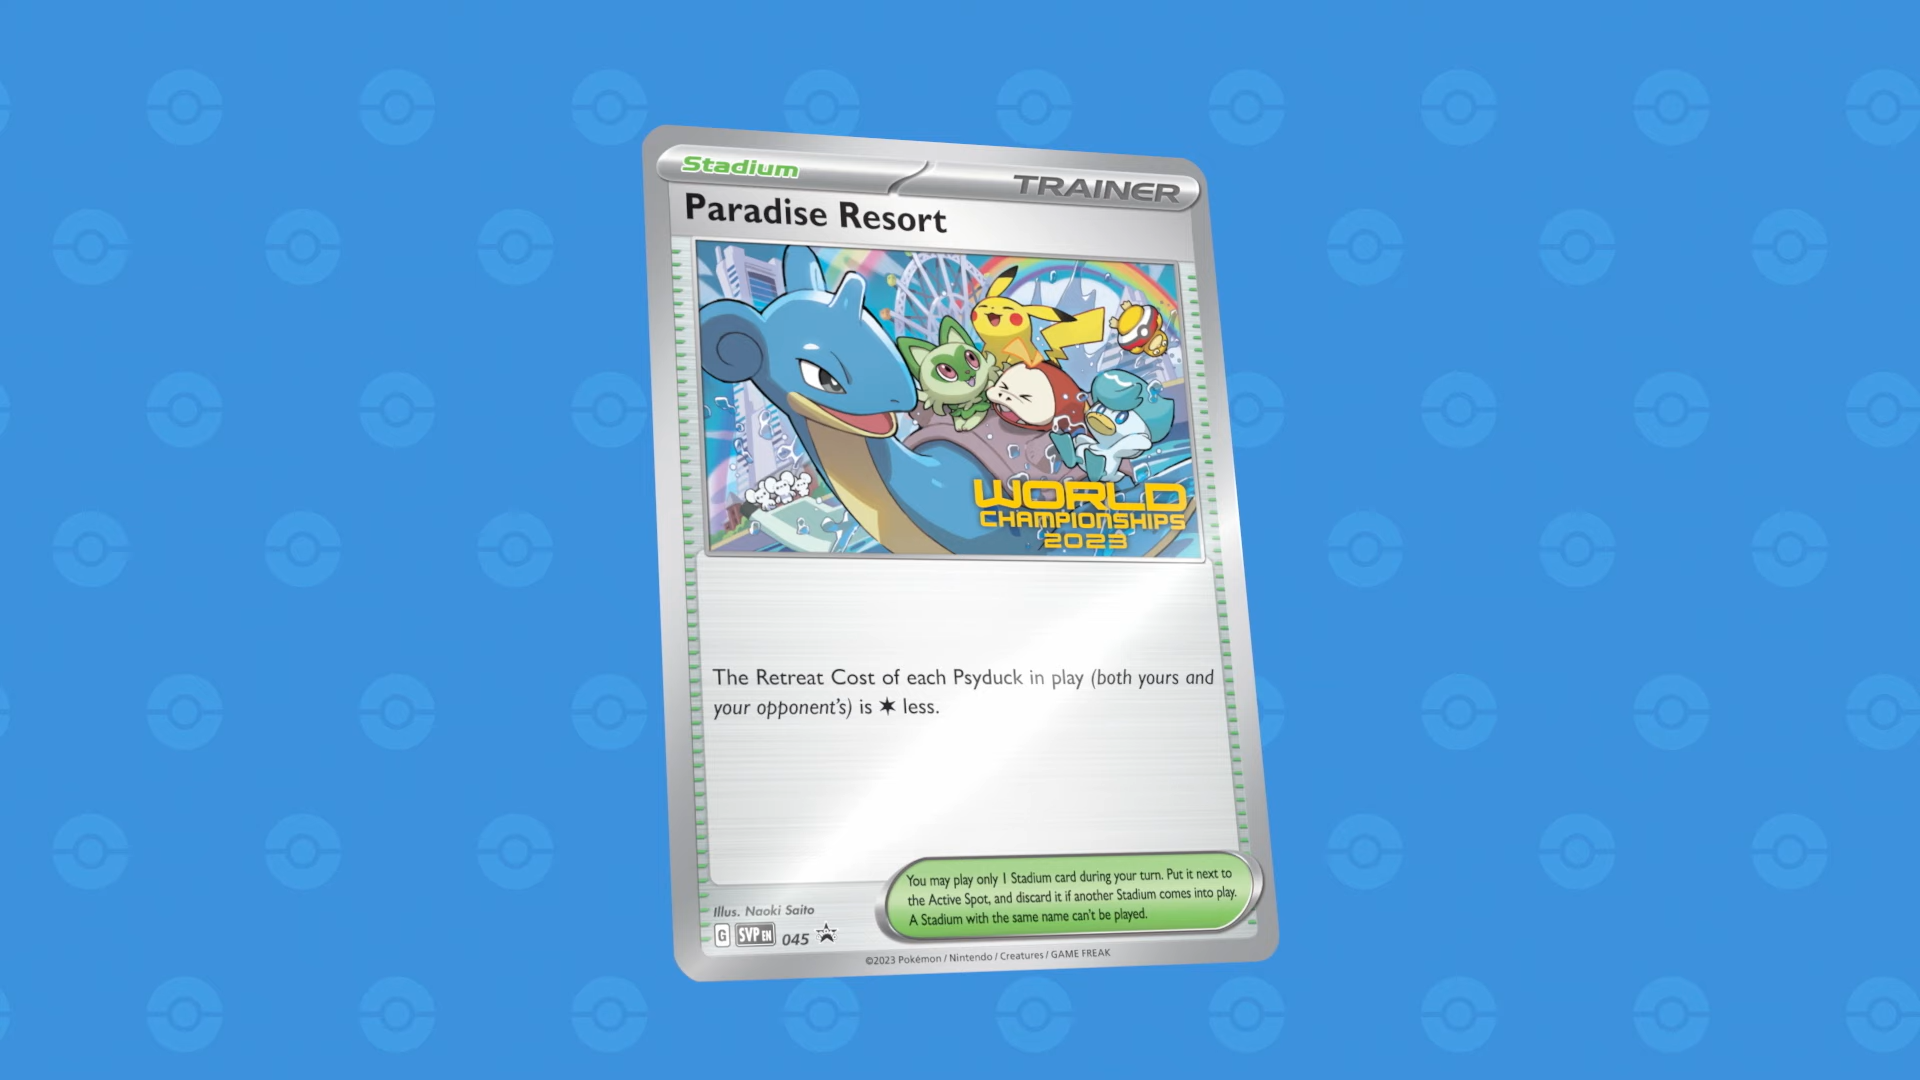 Stadium
TRAINER
Paradise Resort
WORLD
CHAMPIONSHIPS
2023
The Retreat Cost of each Psyduck in play (both yours and
your opponent's) is ✶ less.
You may play only 1 Stadium card during your turn. Put it next to
the Active Spot, and discard it if another Stadium comes into play.
A Stadium with the same name can't be played.
Illus. Naoki Saito
G SVP EN 045
©2023 Pokémon / Nintendo / Creatures / GAME FREAK